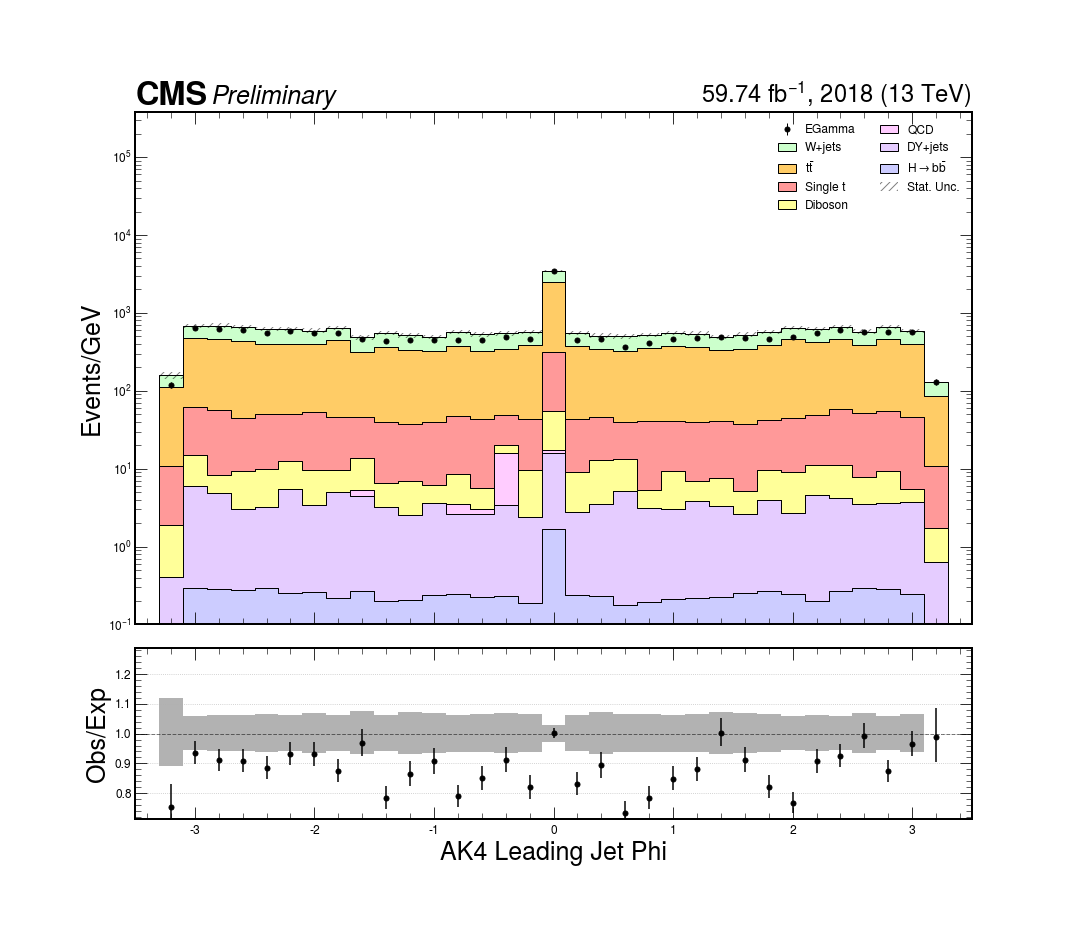 CMS Preliminary
59.74 fb⁻¹, 2018 (13 TeV)
EGamma
W+jets
tt̄
Single t
Diboson
QCD
DY+jets
H→bb̄
Stat. Unc.
Events/GeV
10⁵
10⁴
10³
10²
10¹
10⁰
10⁻¹
Obs/Exp
1.2
1.1
1.0
0.9
0.8
-3 -2 -1 0 1 2 3
AK4 Leading Jet Phi